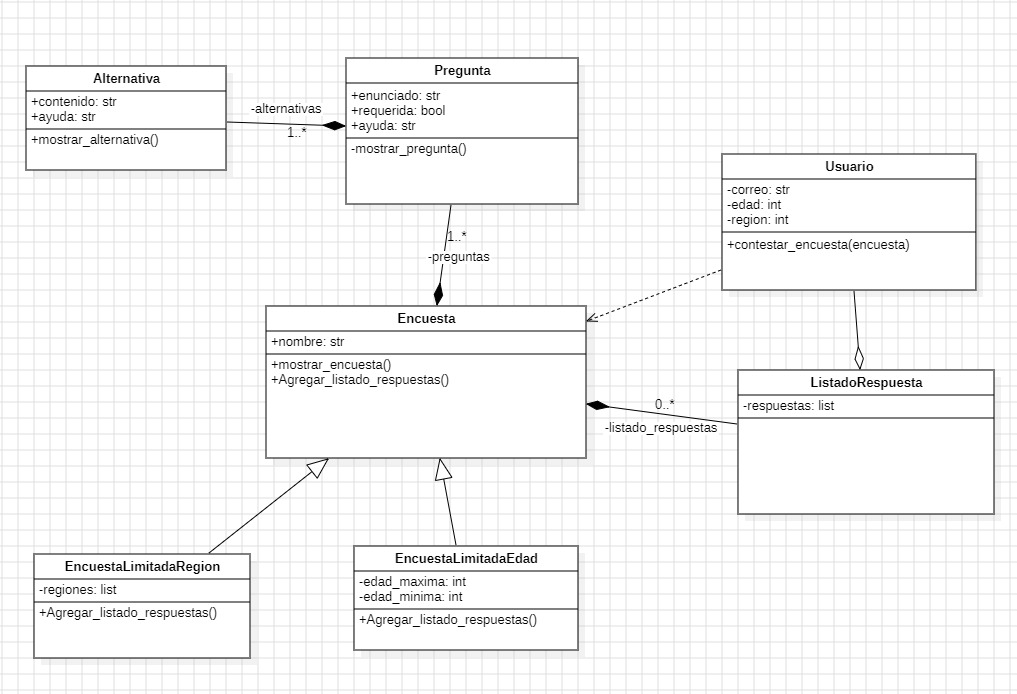 Alternativa
+contenido: str
+ayuda: str
+mostrar_alternativa()
-alternativas
1..*
Pregunta
+enunciado: str
+requerida: bool
+ayuda: str
-mostrar_pregunta()
Usuario
-correo: str
-edad: int
-region: int
+contestar_encuesta(encuesta)
1..*
-preguntas
Encuesta
+nombre: str
+mostrar_encuesta()
+Agregar_listado_respuestas()
0..*
-listado_respuestas
ListadoRespuesta
-respuestas: list
EncuestaLimitadaRegion
-regiones: list
+Agregar_listado_respuestas()
EncuestaLimitadaEdad
-edad_maxima: int
-edad_minima: int
+Agregar_listado_respuestas()